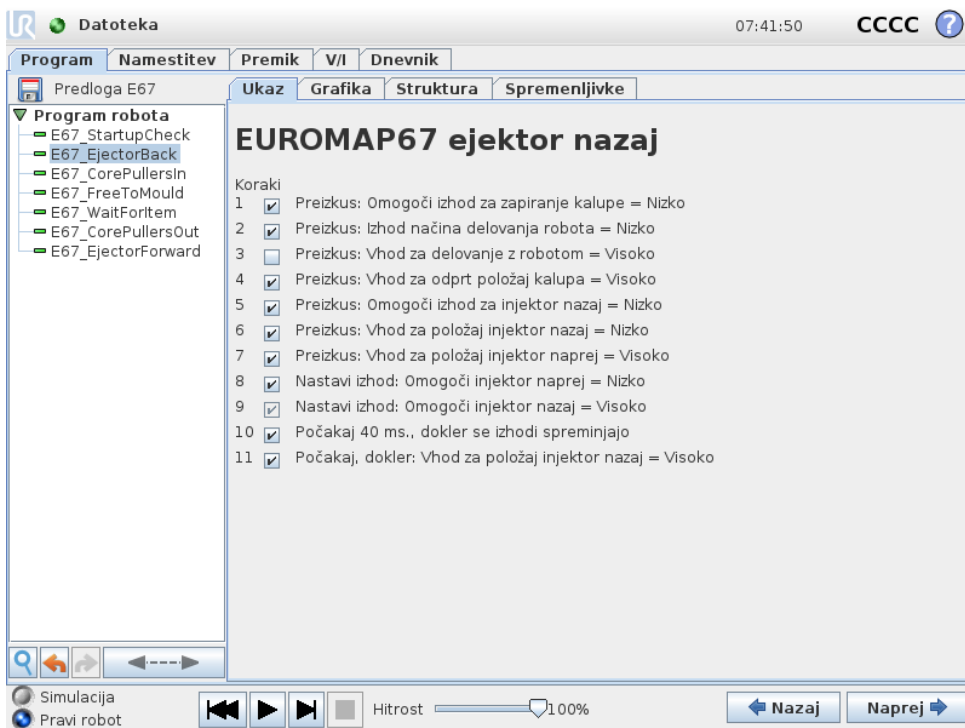 UR Datoteka 07:41:50 CCCC ?
Program Namestitev Premik V/I Dnevnik
Predloga E67 Ukaz Grafika Struktura Spremenljivke
Program robota
E67_StartupCheck
E67_EjectorBack
E67_CorePullersIn
E67_FreeToMould
E67_WaitForItem
E67_CorePullersOut
E67_EjectorForward
EUROMAP67 ejektor nazaj
Koraki
1 Preizkus: Omogoči izhod za zapiranje kalupe = Nizko
2 Preizkus: Izhod načina delovanja robota = Nizko
3 Preizkus: Vhod za delovanje z robotom = Visoko
4 Preizkus: Vhod za odprt položaj kalupa = Visoko
5 Preizkus: Omogoči izhod za injektor nazaj = Nizko
6 Preizkus: Vhod za položaj injektor nazaj = Nizko
7 Preizkus: Vhod za položaj injektor naprej = Visoko
8 Nastavi izhod: Omogoči injektor naprej = Nizko
9 Nastavi izhod: Omogoči injektor nazaj = Visoko
10 Počakaj 40 ms., dokler se izhodi spreminjajo
11 Počakaj, dokler: Vhod za položaj injektor nazaj = Visoko
Simulacija
Pravi robot
Hitrost 100%
Nazaj Naprej